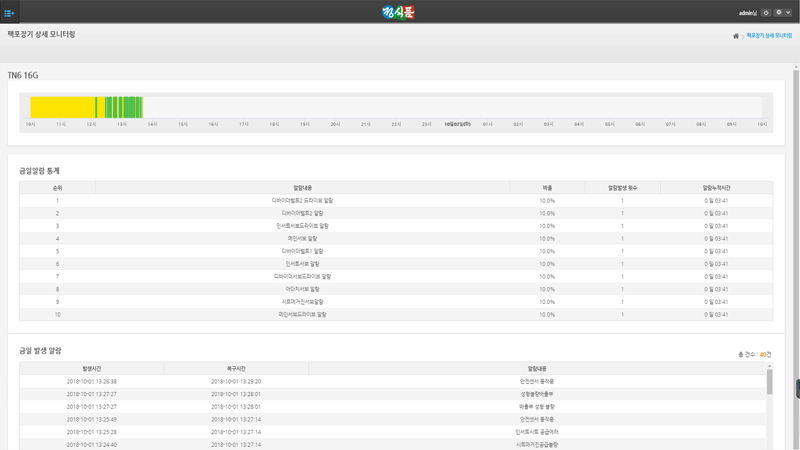 정식품
admin님
팩포장기 상세 모니터링
팩포장기 상세 모니터링
TN6 16G
10시 11시 12시 13시 14시 15시 16시 17시 18시 19시 20시 21시 22시 23시 10월02일(화) 01시 02시 03시 04시 05시 06시 07시 08시 09시 10시
금일알람 통계
순위 알람내용 비율 알람발생 횟수 알람누적시간
1 디바이더벨트2 드라이브 알람 10.0% 1 0 일 03:41
2 디바이더벨트2 알람 10.0% 1 0 일 03:41
3 인서트서보드라이브 알람 10.0% 1 0 일 03:41
4 메인서보 알람 10.0% 1 0 일 03:41
5 디바이더벨트1 알람 10.0% 1 0 일 03:41
6 인서트서보 알람 10.0% 1 0 일 03:41
7 디바이더서보드라이브 알람 10.0% 1 0 일 03:41
8 마다치서보 알람 10.0% 1 0 일 03:41
9 시트매거진서보알람 10.0% 1 0 일 03:41
10 메인서보드라이브 알람 10.0% 1 0 일 03:41
금일 발생 알람
총 건수 : 40건
발생시간 복구시간 알람내용
2018-10-01 13:28:38 2018-10-01 13:29:20 안전센서 동작중
2018-10-01 13:27:27 2018-10-01 13:28:01 성형불량배출부
2018-10-01 13:27:27 2018-10-01 13:28:01 배출부 성형 불량
2018-10-01 13:25:49 2018-10-01 13:27:14 안전센서 동작중
2018-10-01 13:25:28 2018-10-01 13:27:14 인서트시트 공급에러
2018-10-01 13:24:40 2018-10-01 13:27:14 시트매거진공급불량